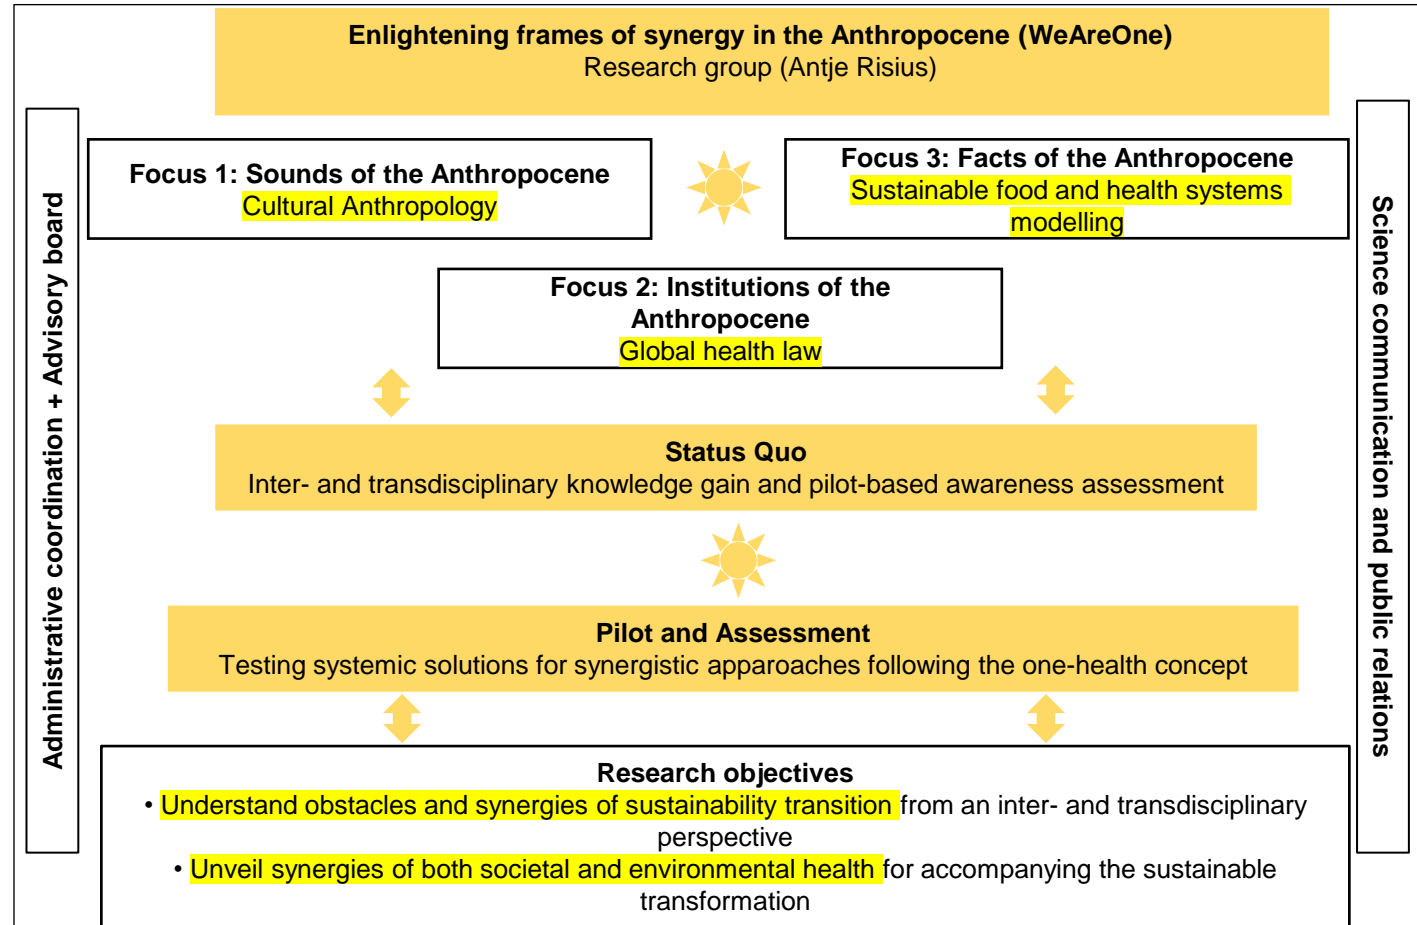 Enlightening frames of synergy in the Anthropocene (WeAreOne)
Research group (Antje Risius)
Administrative coordination + Advisory board
Focus 1: Sounds of the Anthropocene
Cultural Anthropology
Focus 3: Facts of the Anthropocene
Sustainable food and health systems
modelling
Science communication and public relations
Focus 2: Institutions of the
Anthropocene
Global health law
Status Quo
Inter- and transdisciplinary knowledge gain and pilot-based awareness assessment
Pilot and Assessment
Testing systemic solutions for synergistic apparoaches following the one-health concept
Research objectives
• Understand obstacles and synergies of sustainability transition from an inter- and transdisciplinary
perspective
• Unveil synergies of both societal and environmental health for accompanying the sustainable
transformation